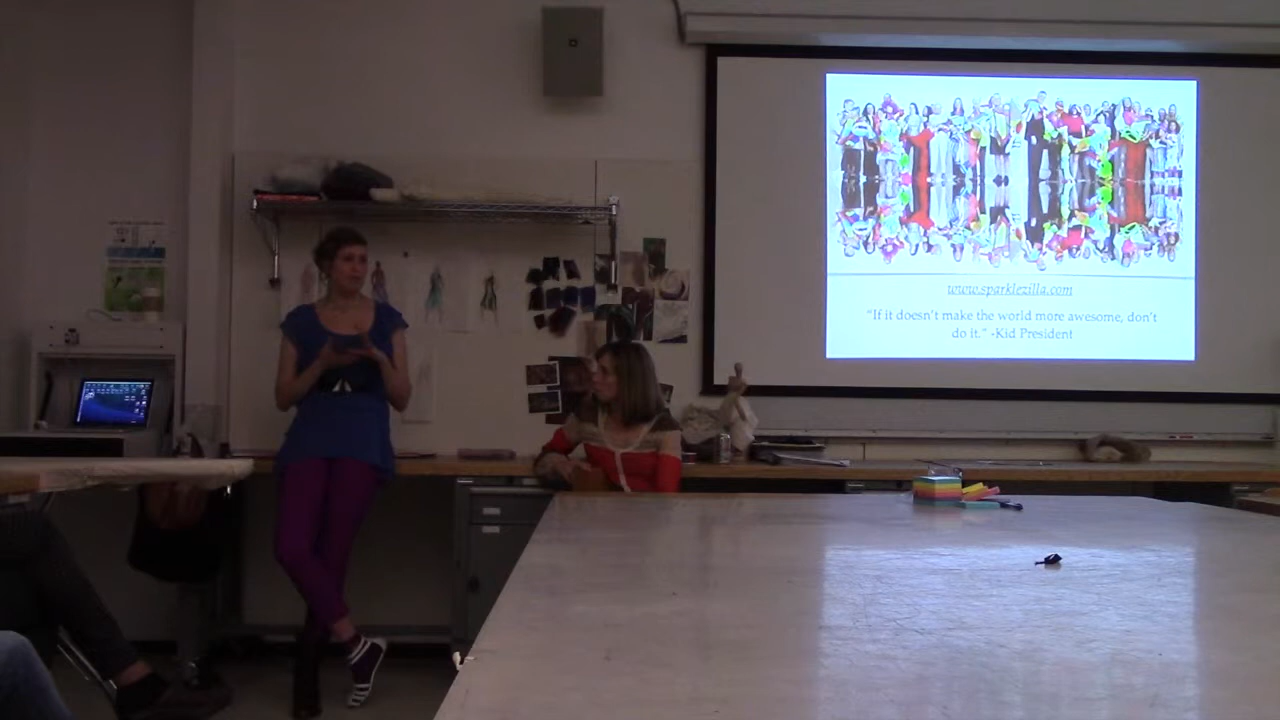 www.sparklezilla.com
“If it doesn’t make the world more awesome, don’t
do it.” -Kid President